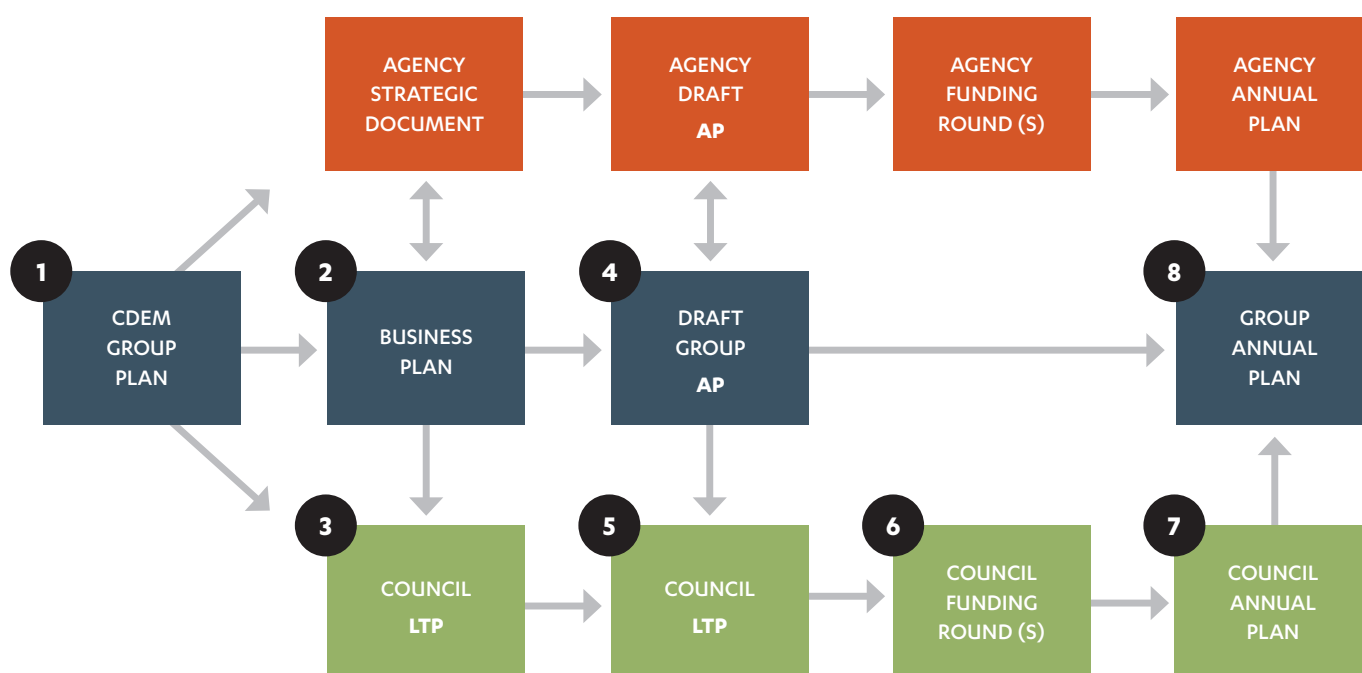 AGENCY
STRATEGIC
DOCUMENT
AGENCY
DRAFT
AP
AGENCY
FUNDING
ROUND (S)
AGENCY
ANNUAL
PLAN
1
CDEM
GROUP
PLAN
2
BUSINESS
PLAN
4
DRAFT
GROUP
AP
8
GROUP
ANNUAL
PLAN
3
COUNCIL
LTP
5
COUNCIL
LTP
6
COUNCIL
FUNDING
ROUND (S)
7
COUNCIL
ANNUAL
PLAN